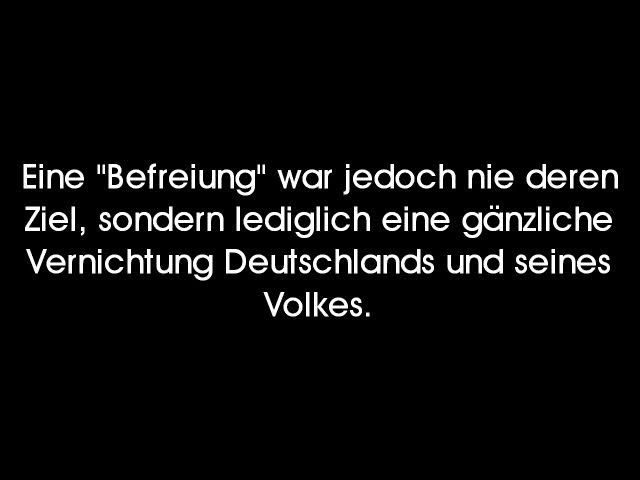 Eine "Befreiung" war jedoch nie deren
Ziel, sondern lediglich eine gänzliche
Vernichtung Deutschlands und seines
Volkes.